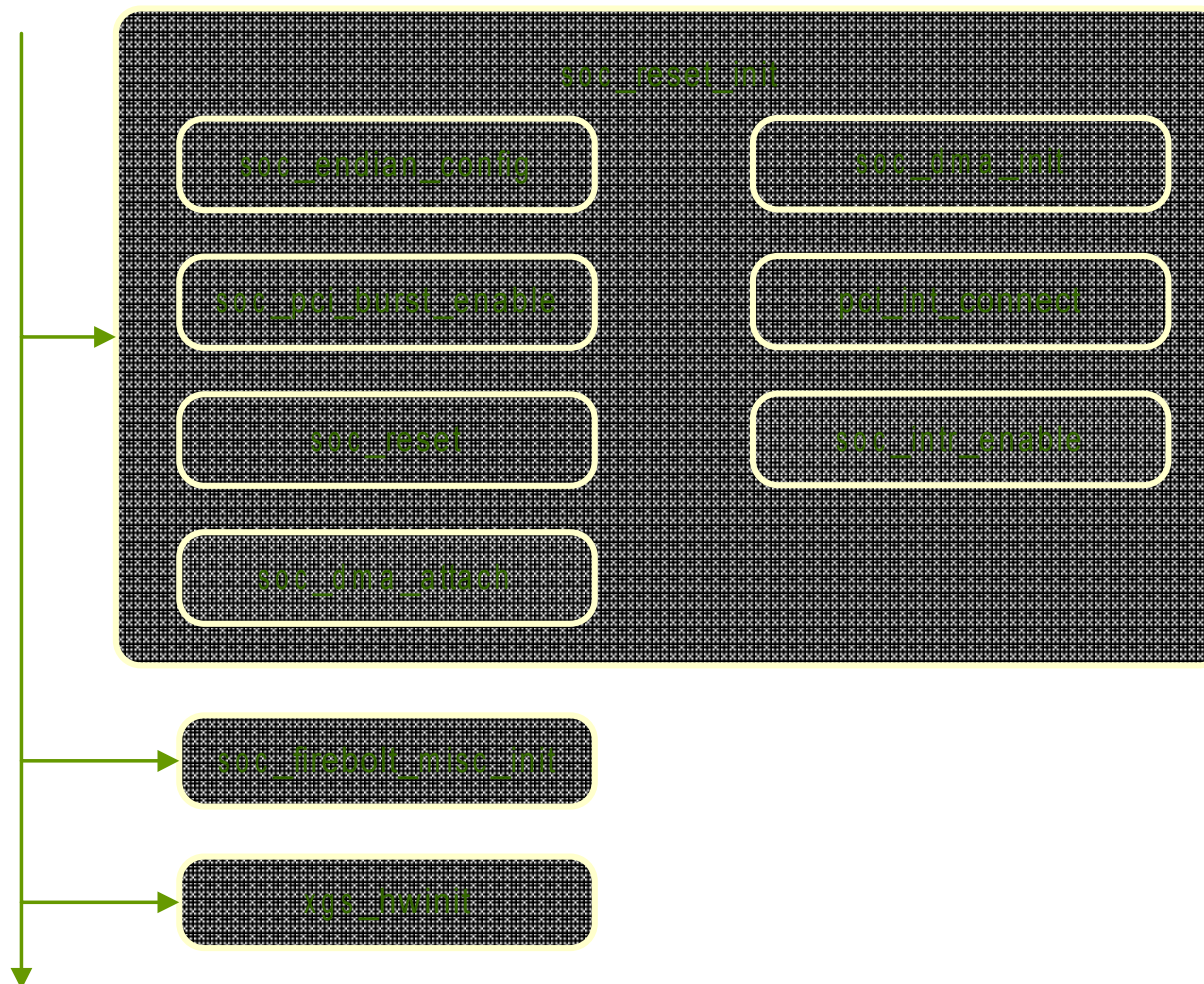 soc_reset_init
soc_endian_config
soc_pci_burst_enable
soc_reset
soc_dma_attach
soc_dma_init
pci_int_connect
soc_intr_enable
soc_firebolt_misc_init
xgs_hwinit